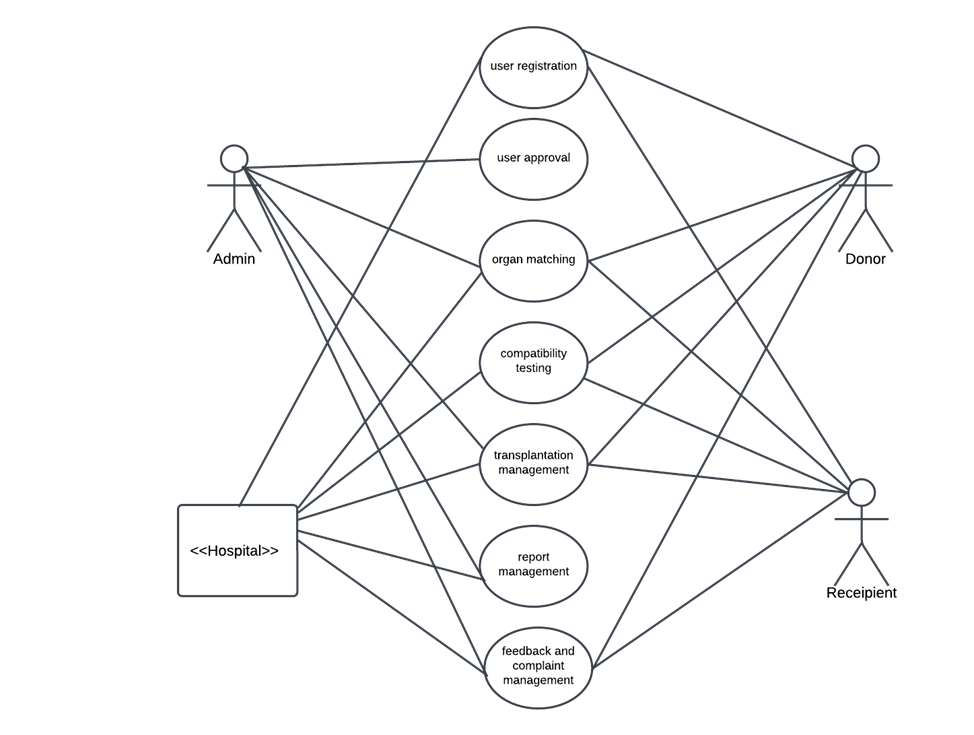 user registration
user approval
Admin
Donor
organ matching
compatibility
testing
transplantation
management
<<Hospital>>
report
management
Receipient
feedback and
complaint
management